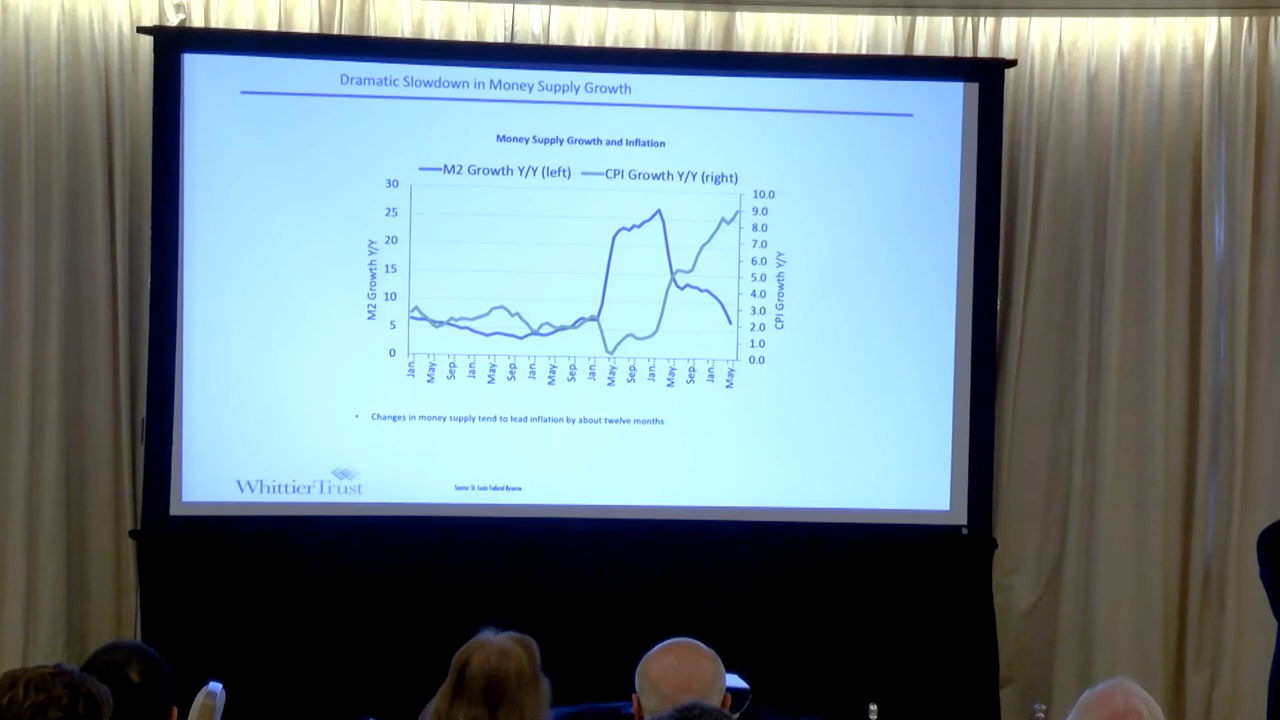 Dramatic Slowdown in Money Supply Growth
Money Supply Growth and Inflation
M2 Growth Y/Y (left) CPI Growth Y/Y (right)
M2 Growth Y/Y
30
25
20
15
10
5
0
10.0
9.0
8.0
7.0
6.0
5.0
4.0
3.0
2.0
1.0
0.0
CPI Growth Y/Y
Jan.. May.. Sep.. Jan.. May.. Sep.. Jan.. May.. Sep.. Jan.. May.. Sep.. Jan.. May.. Sep.. Jan.. May..
• Changes in money supply tend to lead inflation by about twelve months
WhittierTrust
Source: St. Louis Federal Reserve.